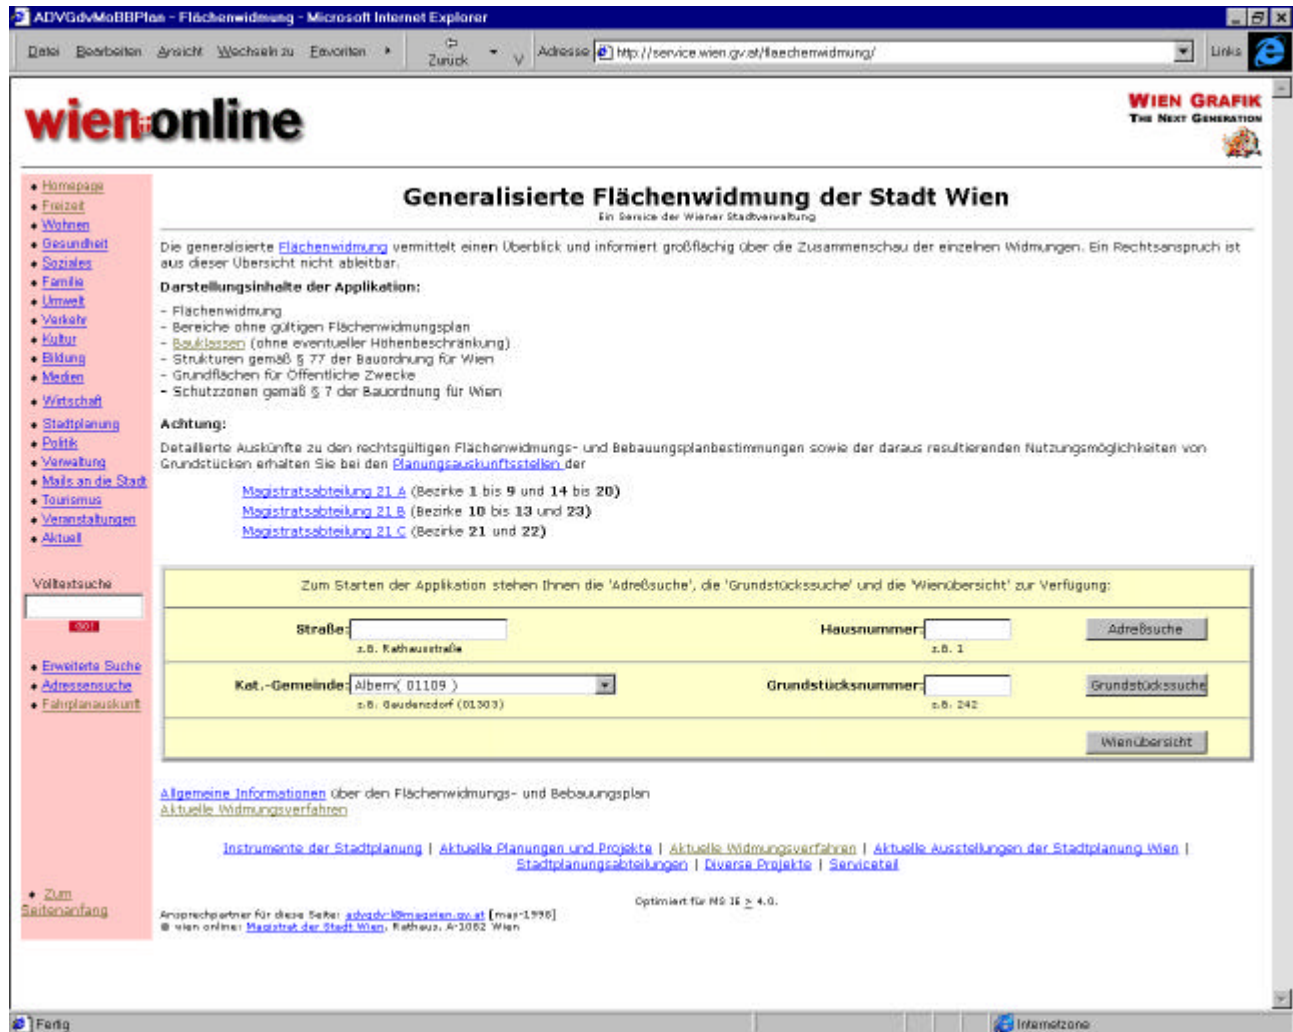 ADVGdvMoBBPlan - Flächenwidmung - Microsoft Internet Explorer
Datei Bearbeiten Ansicht Wechseln zu Favoriten Zurück V Adresse http://service.wien.gv.at/flaechenwidmung/ Links
wien online
WIEN GRAFIK
THE NEXT GENERATION
Homepage
Freizeit
Wohnen
Gesundheit
Soziales
Familie
Umwelt
Verkehr
Kultur
Bildung
Medien
Wirtschaft
Stadtplanung
Politik
Verwaltung
Mails an die Stadt
Tourismus
Veranstaltungen
Aktuell
Volltextsuche
GO!
Erweiterte Suche
Adressensuche
Fahrplanauskunft
Zum
Seitenanfang
Generalisierte Flächenwidmung der Stadt Wien
Ein Service der Wiener Stadtverwaltung
Die generalisierte Flächenwidmung vermittelt einen Überblick und informiert großflächig über die Zusammenschau der einzelnen Widmungen. Ein Rechtsanspruch ist
aus dieser Übersicht nicht ableitbar.
Darstellungsinhalte der Applikation:
- Flächenwidmung
- Bereiche ohne gültigen Flächenwidmungsplan
- Bauklassen (ohne eventueller Höhenbeschränkung)
- Strukturen gemäß § 77 der Bauordnung für Wien
- Grundflächen für Öffentliche Zwecke
- Schutzzonen gemäß § 7 der Bauordnung für Wien
Achtung:
Detaillierte Auskünfte zu den rechtsgültigen Flächenwidmungs- und Bebauungsplanbestimmungen sowie der daraus resultierenden Nutzungsmöglichkeiten von
Grundstücken erhalten Sie bei den Planungsauskunftsstellen der
Magistratsabteilung 21 A (Bezirke 1 bis 9 und 14 bis 20)
Magistratsabteilung 21 B (Bezirke 10 bis 13 und 23)
Magistratsabteilung 21 C (Bezirke 21 und 22)
Zum Starten der Applikation stehen Ihnen die 'Adreßsuche', die 'Grundstückssuche' und die 'Wienübersicht' zur Verfügung:
Straße: Hausnummer: Adreßsuche
z.B. Rathausstraße z.B. 1
Kat.-Gemeinde: Albern( 01109 ) Grundstücksnummer: Grundstückssuche
z.B. Gaudenzdorf (01303) z.B. 242
Wienübersicht
Allgemeine Informationen über den Flächenwidmungs- und Bebauungsplan
Aktuelle Widmungsverfahren
Instrumente der Stadtplanung | Aktuelle Planungen und Projekte | Aktuelle Widmungsverfahren | Aktuelle Ausstellungen der Stadtplanung Wien |
Stadtplanungsabteilungen | Diverse Projekte | Serviceteil
Optimiert für MS IE > 4.0.
Ansprechpartner für diese Seite: [may-1998]
© wien online: Magistrat der Stadt Wien, Rathaus, A-1082 Wien
Fertig Internetzone